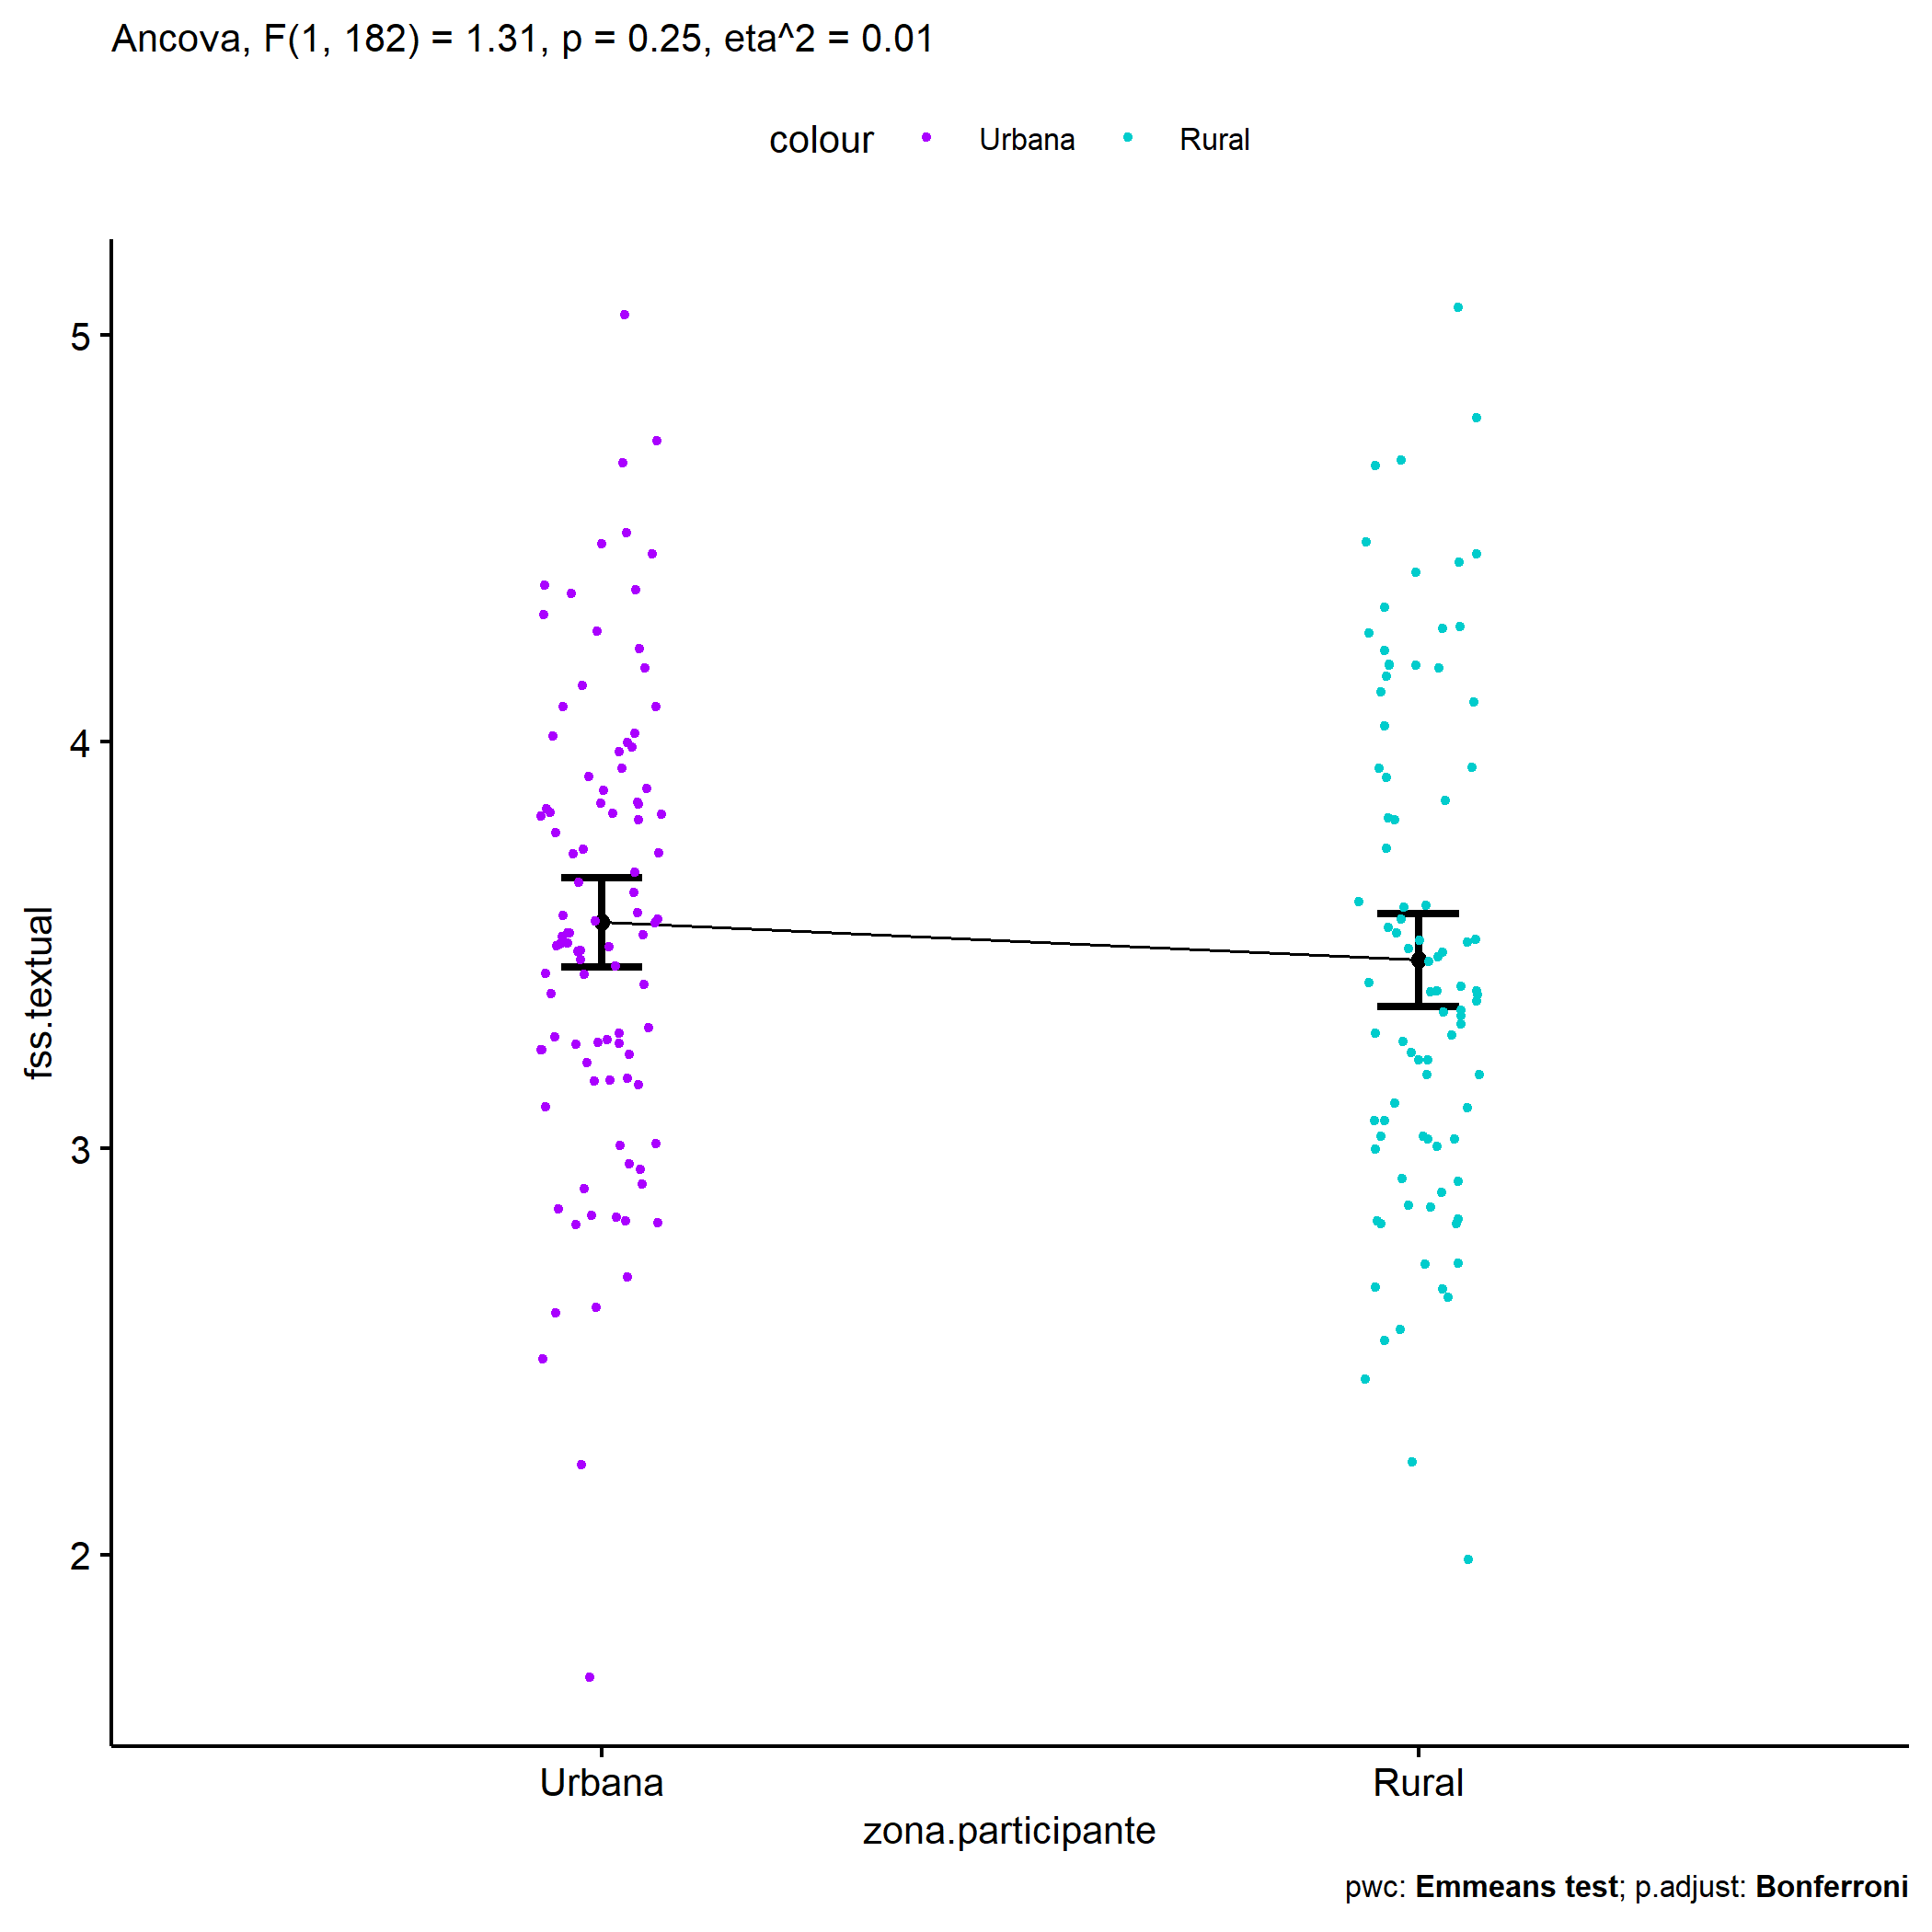 Ancova, F(1, 182) = 1.31, p = 0.25, eta^2 = 0.01
colour Urbana Rural
5
4
3
2
fss.textual
Urbana Rural
zona.participante
pwc: Emmeans test; p.adjust: Bonferroni